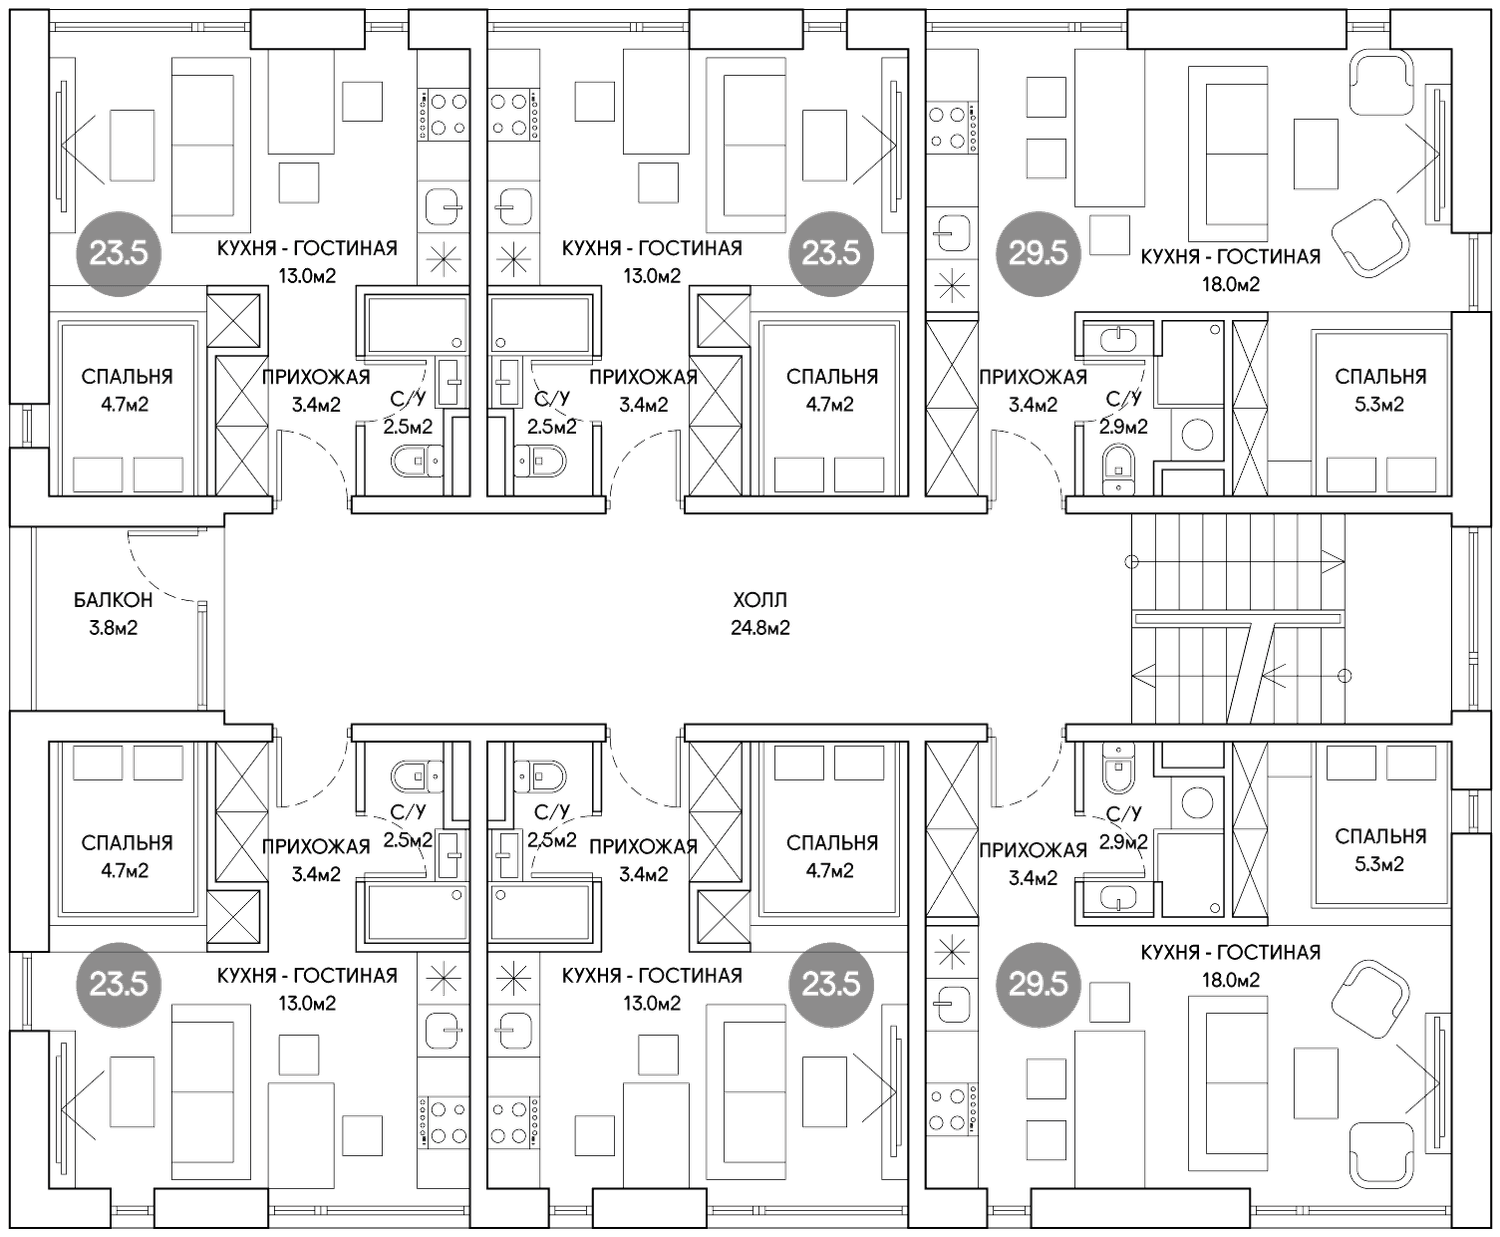 23.5
КУХНЯ - ГОСТИНАЯ
13.0м2
КУХНЯ - ГОСТИНАЯ
13.0м2
23.5
29.5
КУХНЯ - ГОСТИНАЯ
18.0м2
СПАЛЬНЯ
4.7м2
ПРИХОЖАЯ
3.4м2
С/У
2.5м2
С/У
2.5м2
ПРИХОЖАЯ
3.4м2
СПАЛЬНЯ
4.7м2
ПРИХОЖАЯ
3.4м2
С/У
2.9м2
СПАЛЬНЯ
5.3м2
БАЛКОН
3.8м2
ХОЛЛ
24.8м2
СПАЛЬНЯ
4.7м2
ПРИХОЖАЯ
3.4м2
С/У
2.5м2
С/У
2.5м2
ПРИХОЖАЯ
3.4м2
СПАЛЬНЯ
4.7м2
ПРИХОЖАЯ
3.4м2
С/У
2.9м2
СПАЛЬНЯ
5.3м2
23.5
КУХНЯ - ГОСТИНАЯ
13.0м2
КУХНЯ - ГОСТИНАЯ
13.0м2
23.5
29.5
КУХНЯ - ГОСТИНАЯ
18.0м2